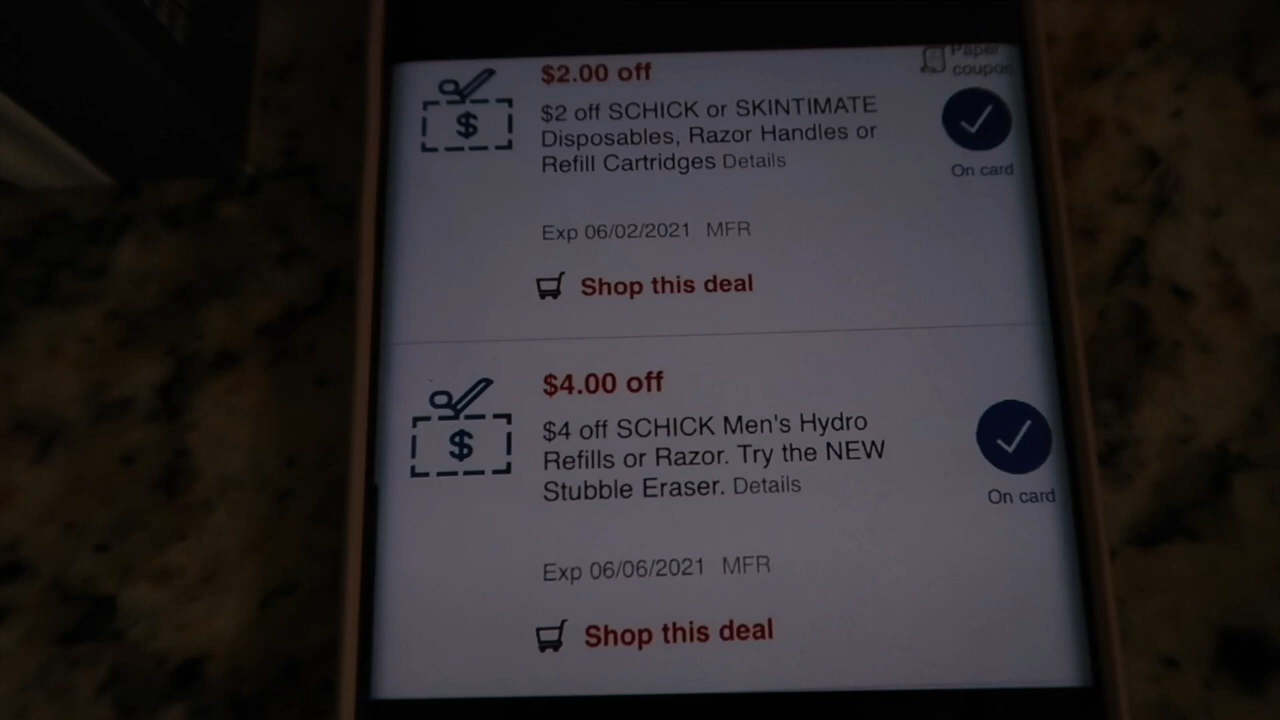 Paper
coupon
$2.00 off
$2 off SCHICK or SKINTIMATE
Disposables, Razor Handles or
Refill Cartridges Details
On card
Exp 06/02/2021 MFR
Shop this deal
$4.00 off
$4 off SCHICK Men's Hydro
Refills or Razor. Try the NEW
Stubble Eraser. Details
On card
Exp 06/06/2021 MFR
Shop this deal